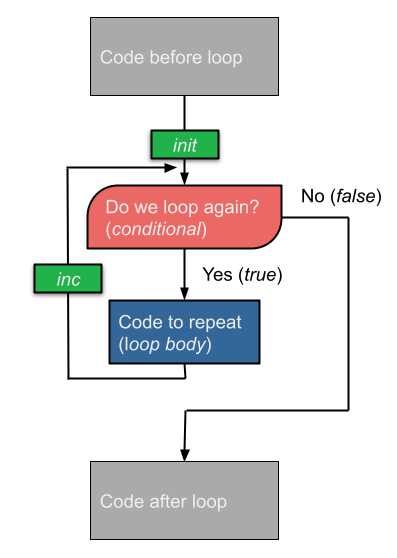 Code before loop
init
Do we loop again?
(conditional)
No (false)
Yes (true)
inc
Code to repeat
(loop body)
Code after loop